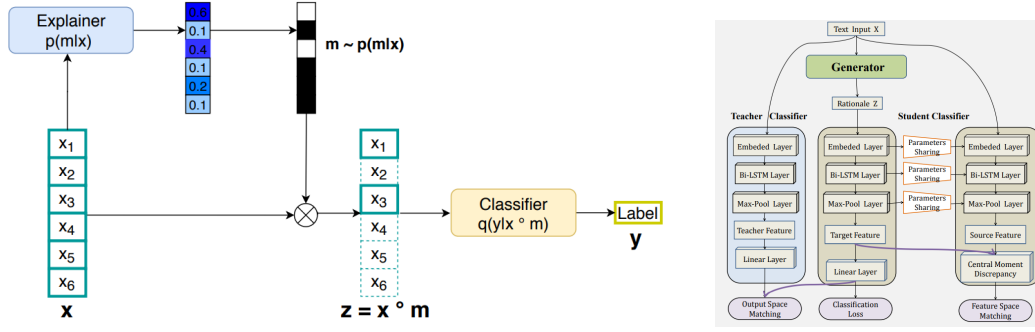 Explainer
p(m|x)
0.6
0.1
0.4
0.1
0.2
0.1
m ~ p(m|x)
x1
x2
x3
x4
x5
x6
x
x1
x2
x3
x4
x5
x6
z = x ° m
Classifier
q(y|x ° m)
Label
y
Text Input X
Generator
Rationale Z
Teacher Classifier
Student Classifier
Embeded Layer
Bi-LSTM Layer
Max-Pool Layer
Teacher Feature
Linear Layer
Output Space
Matching
Embeded Layer
Bi-LSTM Layer
Max-Pool Layer
Target Feature
Linear Layer
Classification
Loss
Parameters
Sharing
Parameters
Sharing
Parameters
Sharing
Embeded Layer
Bi-LSTM Layer
Max-Pool Layer
Source Feature
Central Moment
Discrepancy
Feature Space
Matching